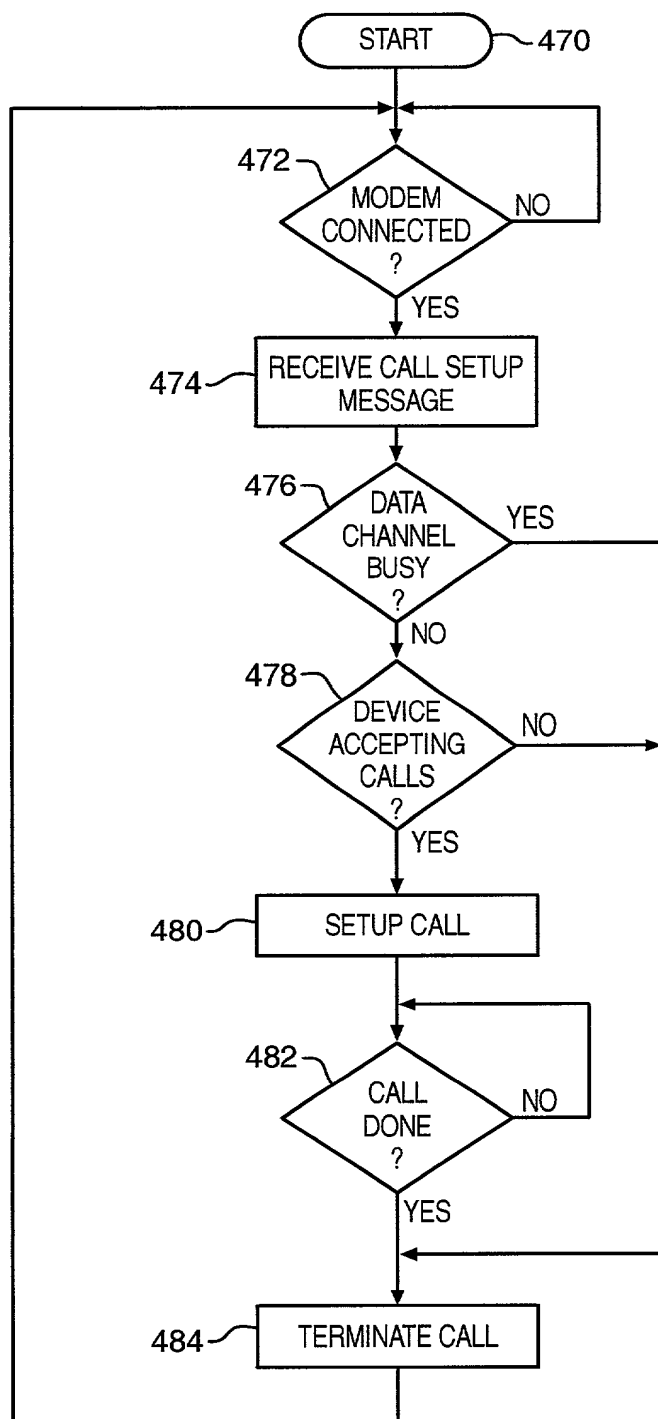 START
470
472
MODEM
CONNECTED
?
NO
YES
474
RECEIVE CALL SETUP
MESSAGE
476
DATA
CHANNEL
BUSY
?
YES
NO
478
DEVICE
ACCEPTING
CALLS
?
NO
YES
480
SETUP CALL
482
CALL
DONE
?
NO
YES
484
TERMINATE CALL